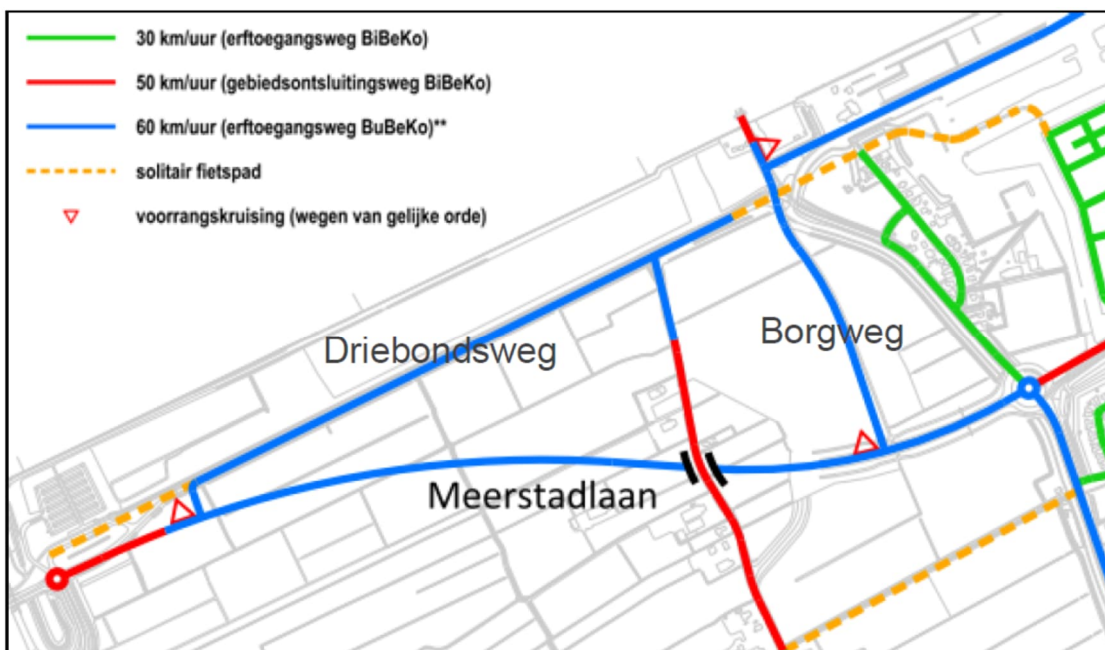 30 km/uur (erftoegangsweg BiBeKo)
50 km/uur (gebiedsontsluitingsweg BiBeKo)
60 km/uur (erftoegangsweg BuBeKo)**
solitair fietspad
voorrangskruising (wegen van gelijke orde)
Driebondsweg
Borgweg
Meerstadlaan